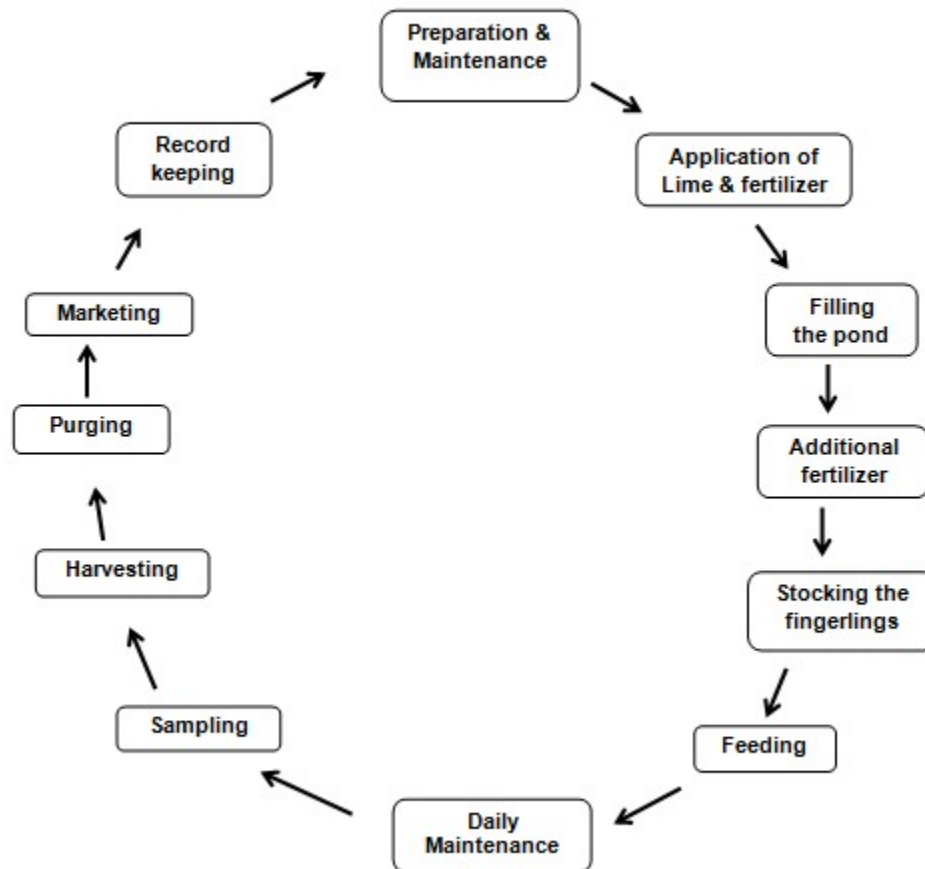 Preparation &
Maintenance
Application of
Lime & fertilizer
Filling
the pond
Additional
fertilizer
Stocking the
fingerlings
Feeding
Daily
Maintenance
Sampling
Harvesting
Purging
Marketing
Record
keeping